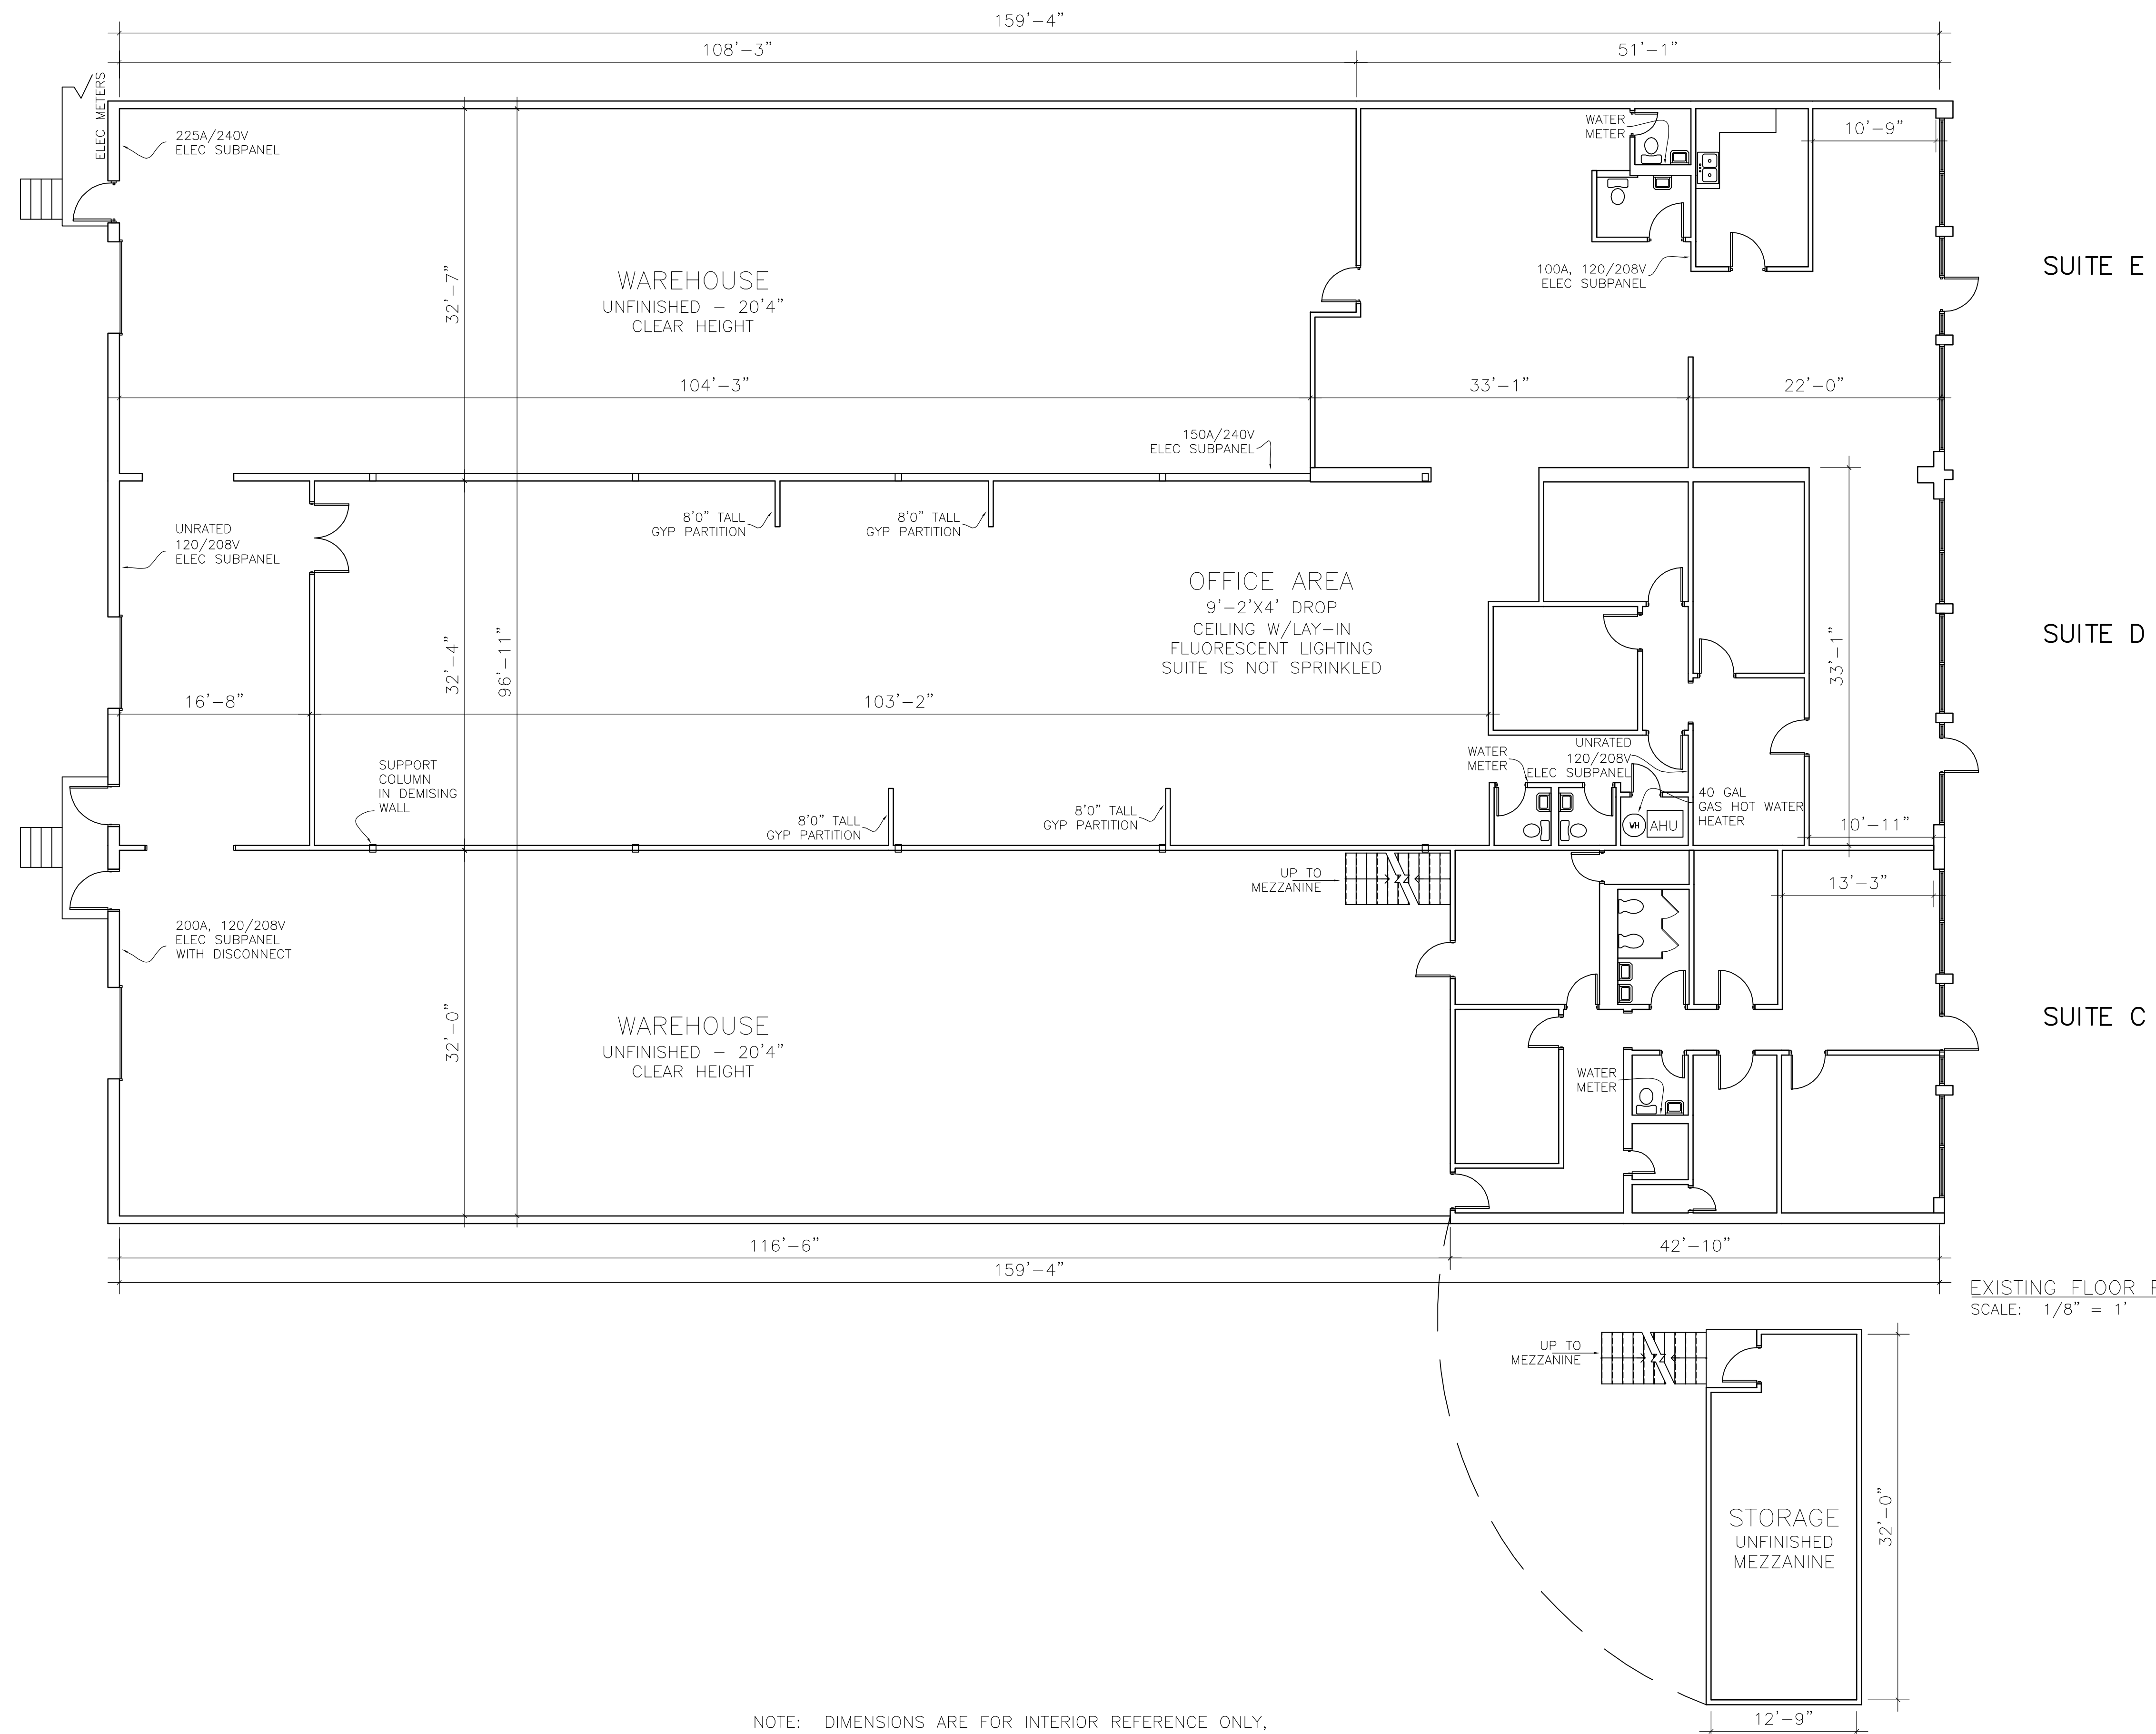 159'-4"
108'-3"
51'-1"
ELEC METERS
225A/240V
ELEC SUBPANEL
WATER
METER
10'-9"
32'-7"
WAREHOUSE
UNFINISHED - 20'4"
CLEAR HEIGHT
100A, 120/208V
ELEC SUBPANEL
SUITE E
104'-3"
33'-1"
22'-0"
150A/240V
ELEC SUBPANEL
UNRATED
120/208V
ELEC SUBPANEL
8'0" TALL
GYP PARTITION
8'0" TALL
GYP PARTITION
OFFICE AREA
9'-2'X4' DROP
CEILING W/LAY-IN
FLUORESCENT LIGHTING
SUITE IS NOT SPRINKLED
SUITE D
32'-4"
96'-11"
33'-1"
16'-8"
103'-2"
SUPPORT
COLUMN
IN DEMISING
WALL
WATER
METER
UNRATED
120/208V
ELEC SUBPANEL
8'0" TALL
GYP PARTITION
8'0" TALL
GYP PARTITION
WH
AHU
40 GAL
GAS HOT WATER
HEATER
10'-11"
UP TO
MEZZANINE
13'-3"
200A, 120/208V
ELEC SUBPANEL
WITH DISCONNECT
32'-0"
WAREHOUSE
UNFINISHED - 20'4"
CLEAR HEIGHT
WATER
METER
SUITE C
116'-6"
42'-10"
159'-4"
EXISTING FLOOR
SCALE: 1/8" = 1'
UP TO
MEZZANINE
STORAGE
UNFINISHED
MEZZANINE
32'-0"
12'-9"
NOTE: DIMENSIONS ARE FOR INTERIOR REFERENCE ONLY,